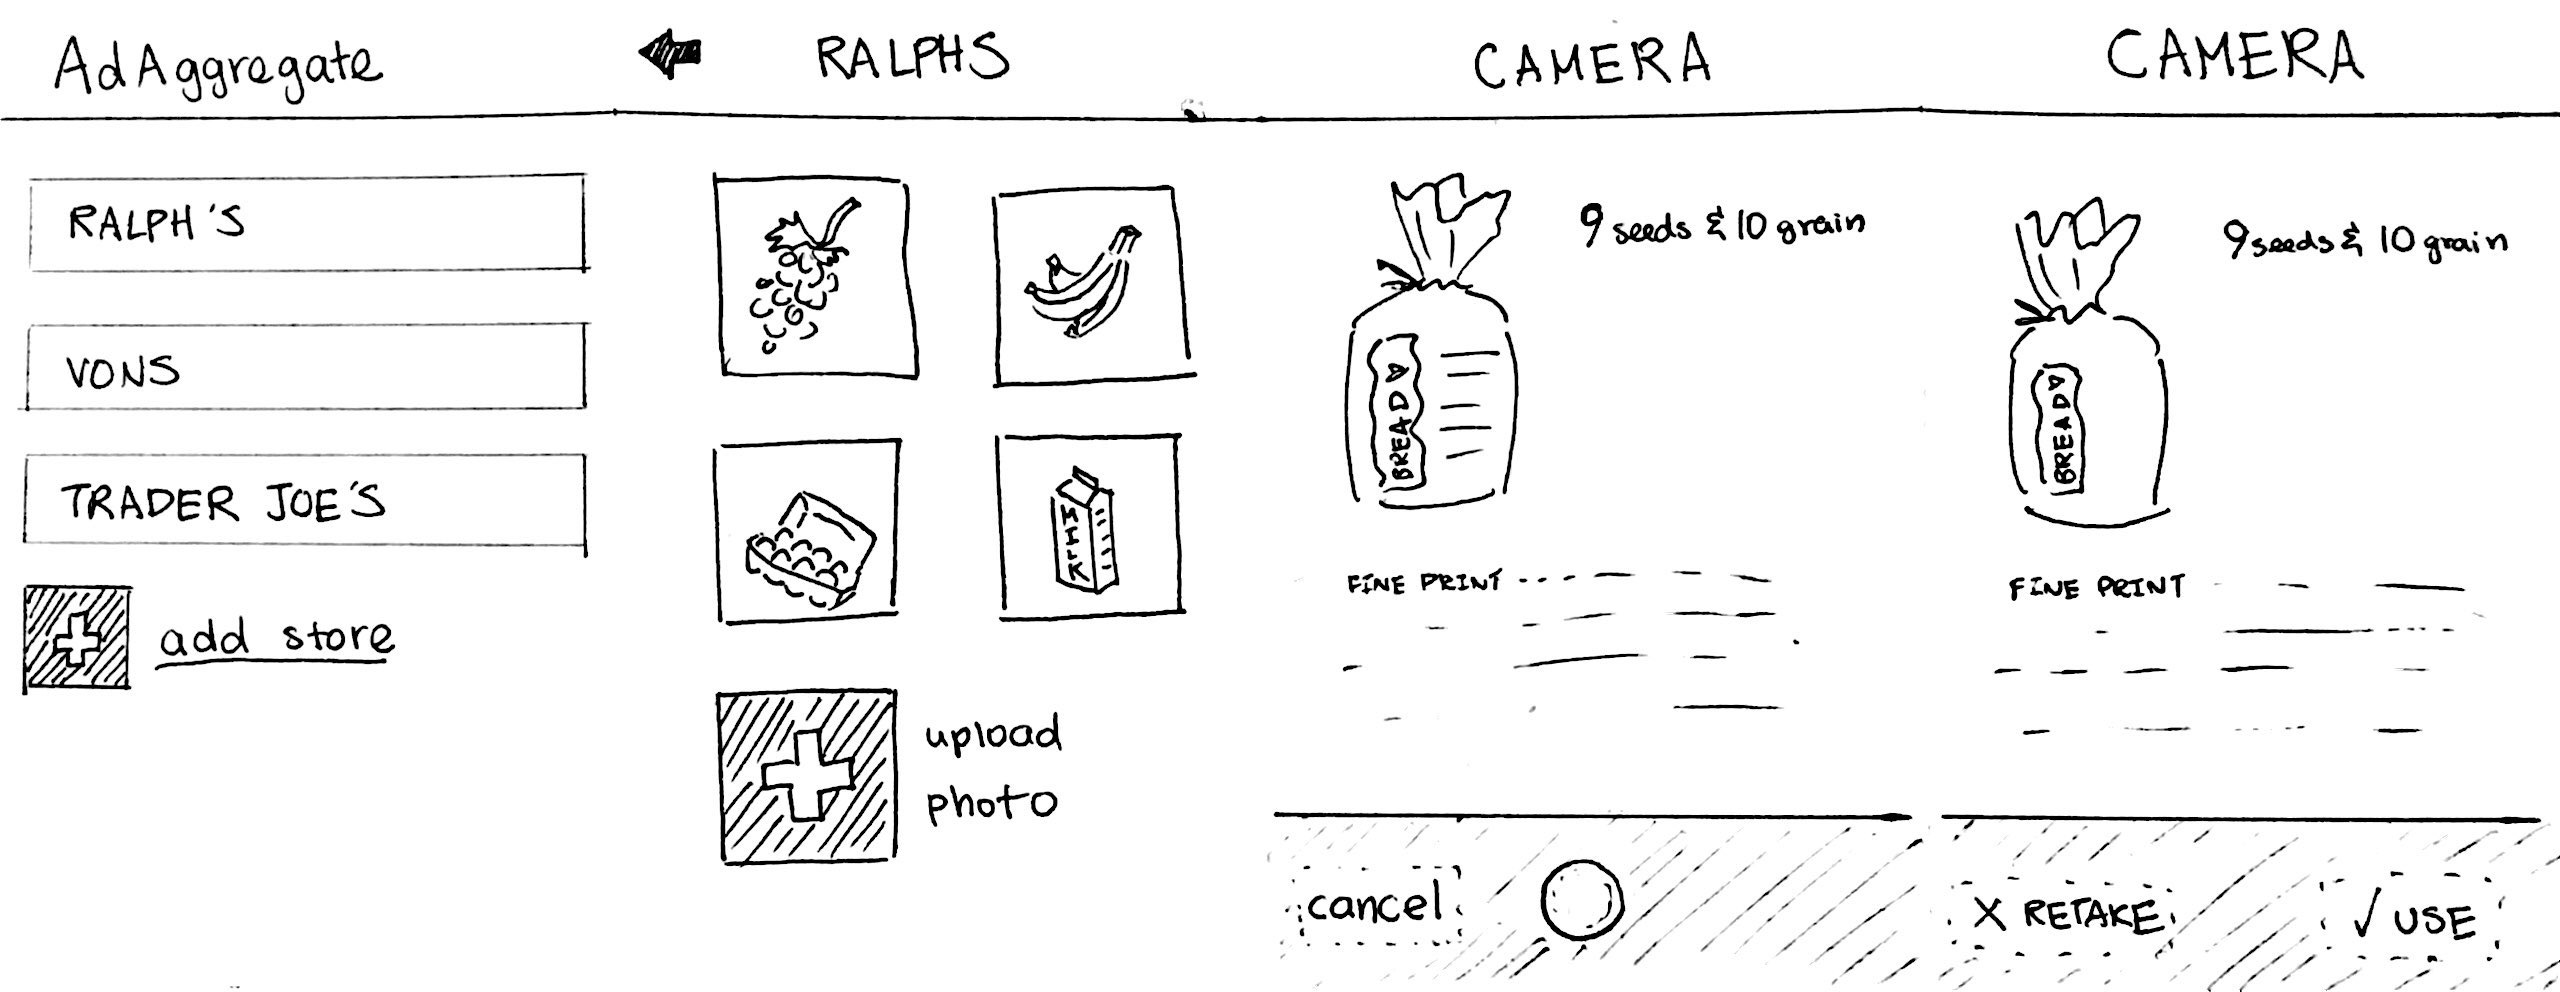 AdAggregate
RALPH'S
VONS
TRADER JOE'S
add store
RALPHS
MILK
upload
photo
CAMERA
9 seeds & 10 grain
BREAD
FINE PRINT
cancel
CAMERA
9 seeds & 10 grain
BREAD
FINE PRINT
X RETAKE
✓ USE